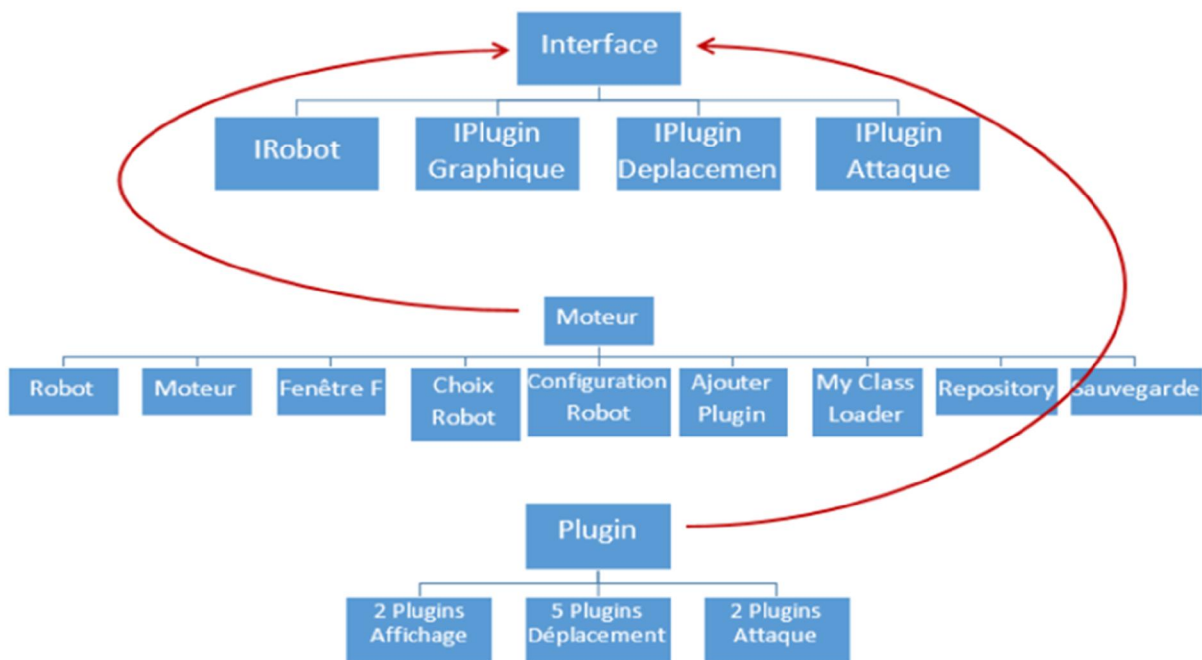 Interface
IRobot
IPlugin
Graphique
IPlugin
Deplacemen
IPlugin
Attaque
Moteur
Robot
Moteur
Fenêtre F
Choix
Robot
Configuration
Robot
Ajouter
Plugin
My Class
Loader
Repository
Sauvegarde
Plugin
2 Plugins
Affichage
5 Plugins
Déplacement
2 Plugins
Attaque